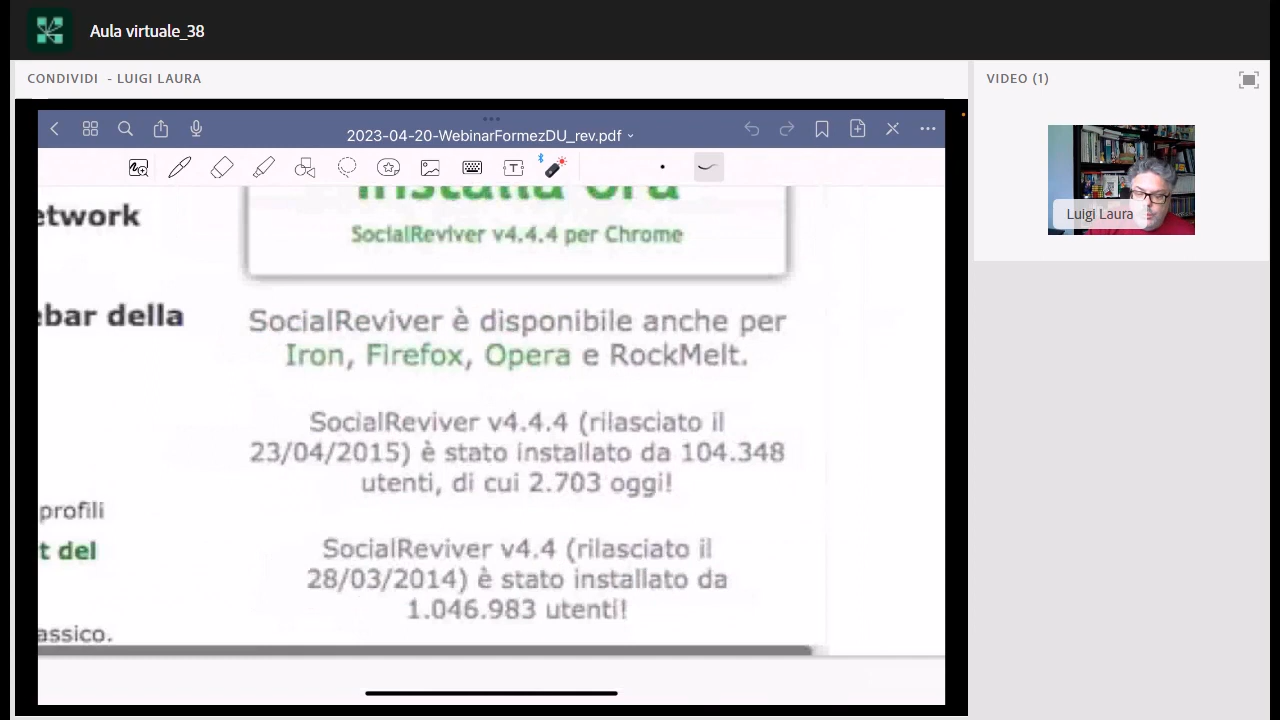 Aula virtuale_38
CONDIVIDI - LUIGI LAURA
VIDEO (1)
2023-04-20-WebinarFormezDU_rev.pdf
Installa Ora
etwork
SocialReviver v4.4.4 per Chrome
ebar della
SocialReviver è disponibile anche per
Iron, Firefox, Opera e RockMelt.
SocialReviver v4.4.4 (rilasciato il
23/04/2015) è stato installato da 104.348
utenti, di cui 2.703 oggi!
profili
t del
SocialReviver v4.4 (rilasciato il
28/03/2014) è stato installato da
1.046.983 utenti!
assico.
Luigi Laura